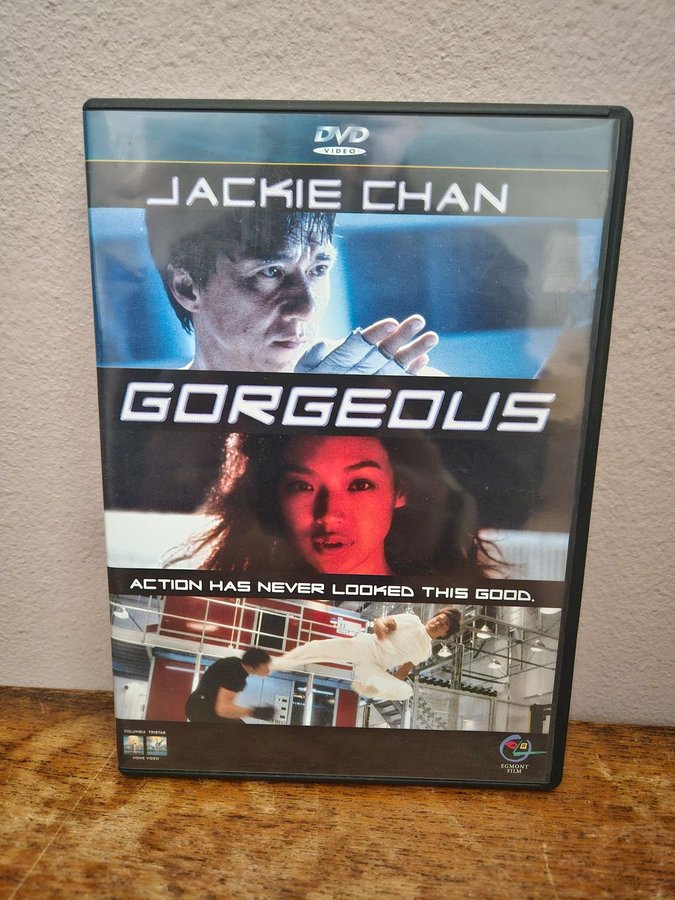 DVD
VIDEO
JACKIE CHAN
GORGEOUS
ACTION HAS NEVER LOOKED THIS GOOD.
COLUMBIA TRISTAR
HOME VIDEO
EGMONT
FILM